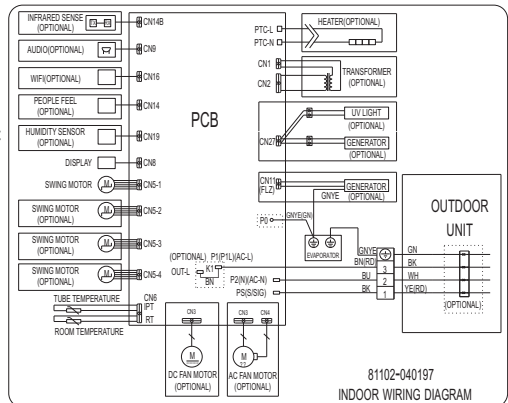 INFRARED SENSE
(OPTIONAL)
CN14B
AUDIO(OPTIONAL)
CN9
WIFI(OPTIONAL)
CN16
PEOPLE FEEL
(OPTIONAL)
CN14
HUMIDITY SENSOR
(OPTIONAL)
CN19
DISPLAY
CN8
SWING MOTOR
M
CN5-1
SWING MOTOR
(OPTIONAL)
M
CN5-2
SWING MOTOR
(OPTIONAL)
M
CN5-3
SWING MOTOR
(OPTIONAL)
M
CN5-4
TUBE TEMPERATURE
CN6
IPT
RT
ROOM TEMPERATURE
PCB
PTC-L
PTC-N
HEATER(OPTIONAL)
CN1
CN2
TRANSFORMER
(OPTIONAL)
CN27
UV LIGHT
(OPTIONAL)
GENERATOR
(OPTIONAL)
CN11
(FLZ)
GENERATOR
(OPTIONAL)
GNYE
P0
GNYE(GN)
EVAPORATOR
(OPTIONAL)
P1(P1L)(AC-L)
OUT-L
K1
BN
P2(N)(AC-N)
PS(S/SIG)
GNYE
BN(RD)
BU
BK
3
2
1
GN
BK
WH
YE(RD)
OUTDOOR
UNIT
(OPTIONAL)
CN3
M
DC FAN MOTOR
(OPTIONAL)
CN3
CN4
M
AC FAN MOTOR
(OPTIONAL)
81102-040197
INDOOR WIRING DIAGRAM